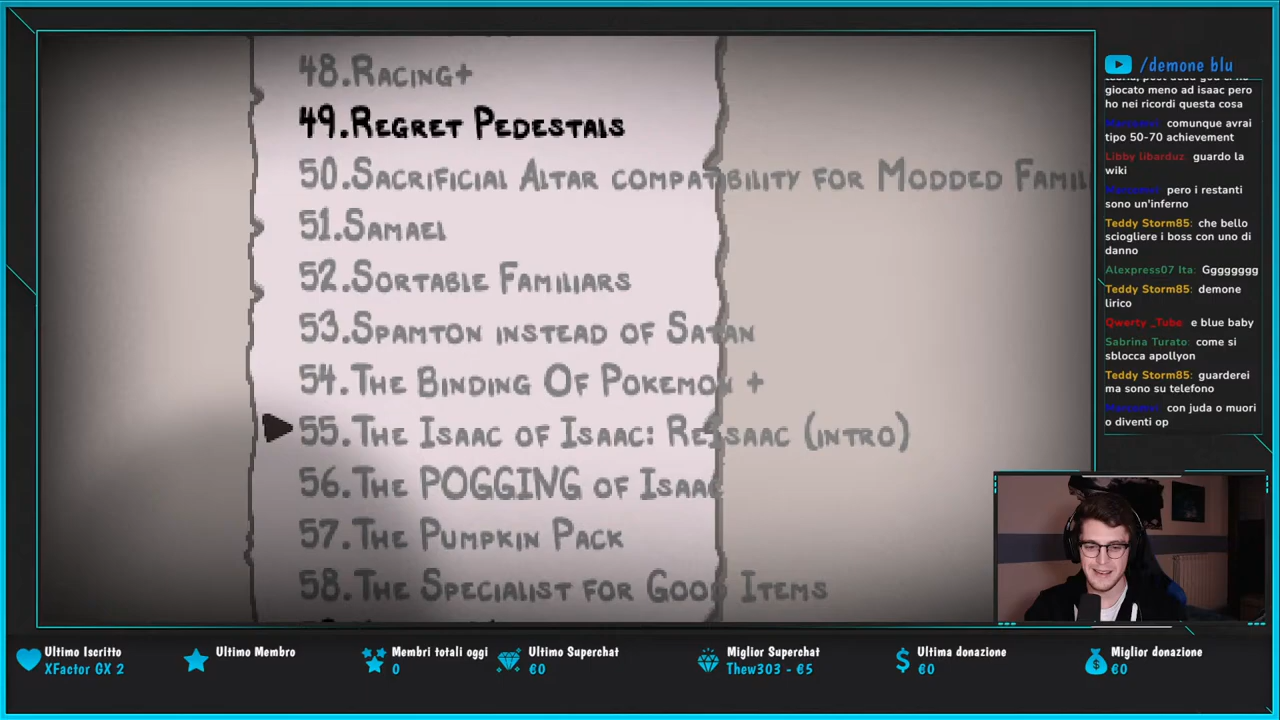 48.Racing+
49.Regret Pedestals
50.Sacrificial Altar compatibility for Modded Famil
51.Samael
52.Sortable Familiars
53.Spamton instead of Satan
54.The Binding Of Pokemon +
55.The Isaac of Isaac: (intro)
56.The POGGING of Isaac
57.The Pumpkin Pack
58.The Specialist for Good Items
/demone blu
giocato meno ad isaac pero
ho nei ricordi questa cosa
comunque avrai
tipo 50-70 achievement
Libby libarduz: guardo la
wiki
pero i restanti
sono un'inferno
Teddy Storm85: che bello
sciogliere i boss con uno di
danno
Alexpress07 Ita: Ggggggg
Teddy Storm85: demone
lirico
Qwerty _Tube: e blue baby
Sabrina Turato: come si
sblocca apollyon
Teddy Storm85: guarderei
ma sono su telefono
con juda o muori
o diventi op
Ultimo Iscritto
XFactor GX 2
Ultimo Membro
Membri totali oggi
0
Ultimo Superchat
€0
Miglior Superchat
Thew303 - €5
Ultima donazione
€0
Miglior donazione
€0